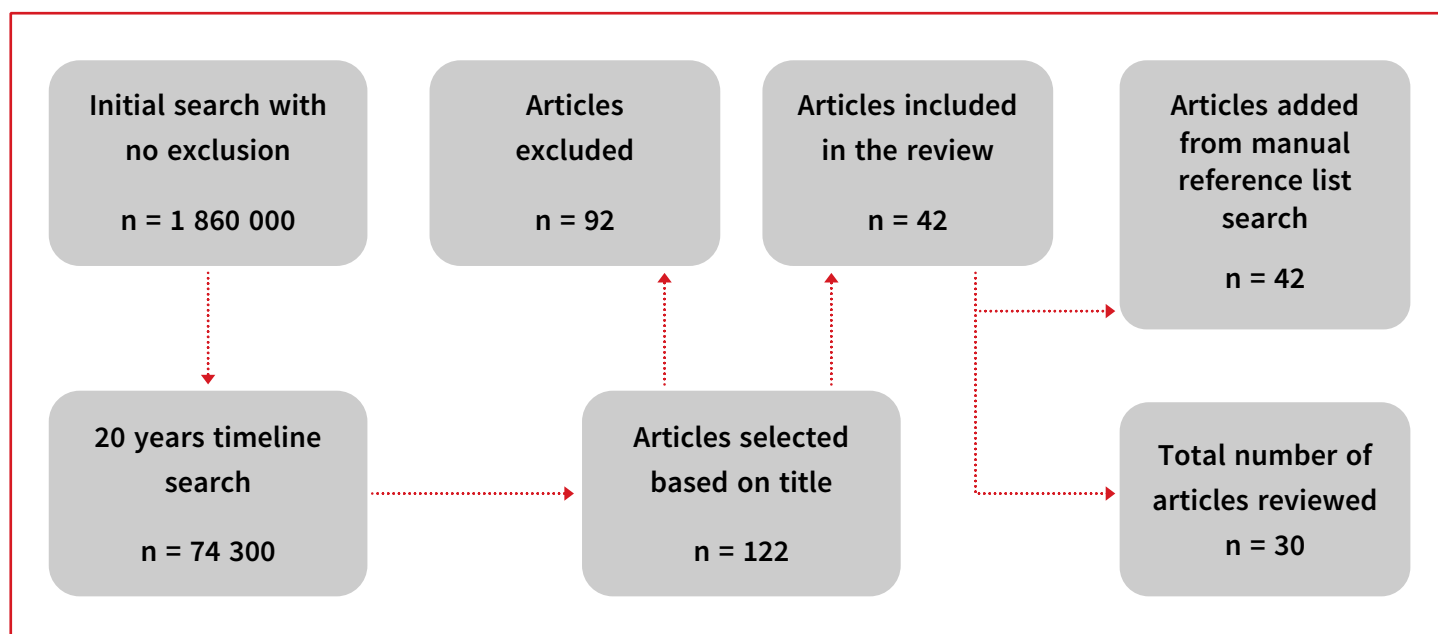 Initial search with
no exclusion
n = 1 860 000
Articles
excluded
n = 92
Articles included
in the review
n = 42
Articles added
from manual
reference list
search
n = 42
20 years timeline
search
n = 74 300
Articles selected
based on title
n = 122
Total number of
articles reviewed
n = 30